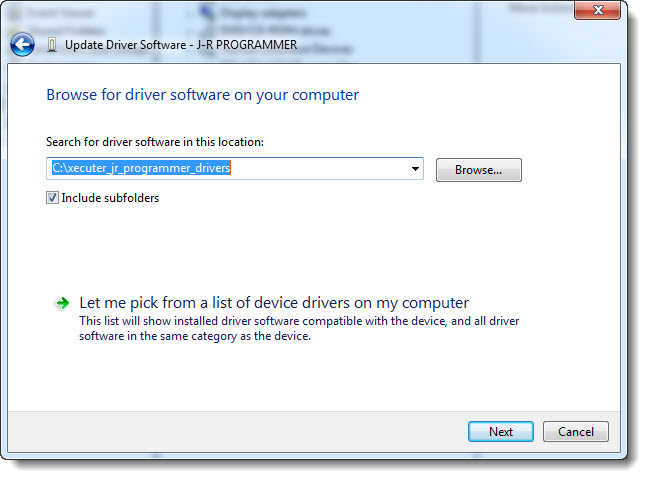 Display adapters
Update Driver Software - J-R PROGRAMMER
Browse for driver software on your computer
Search for driver software in this location:
C:\xecuter_jr_programmer_drivers
Browse...
Include subfolders
Let me pick from a list of device drivers on my computer
This list will show installed driver software compatible with the device, and all driver
software in the same category as the device.
Next
Cancel